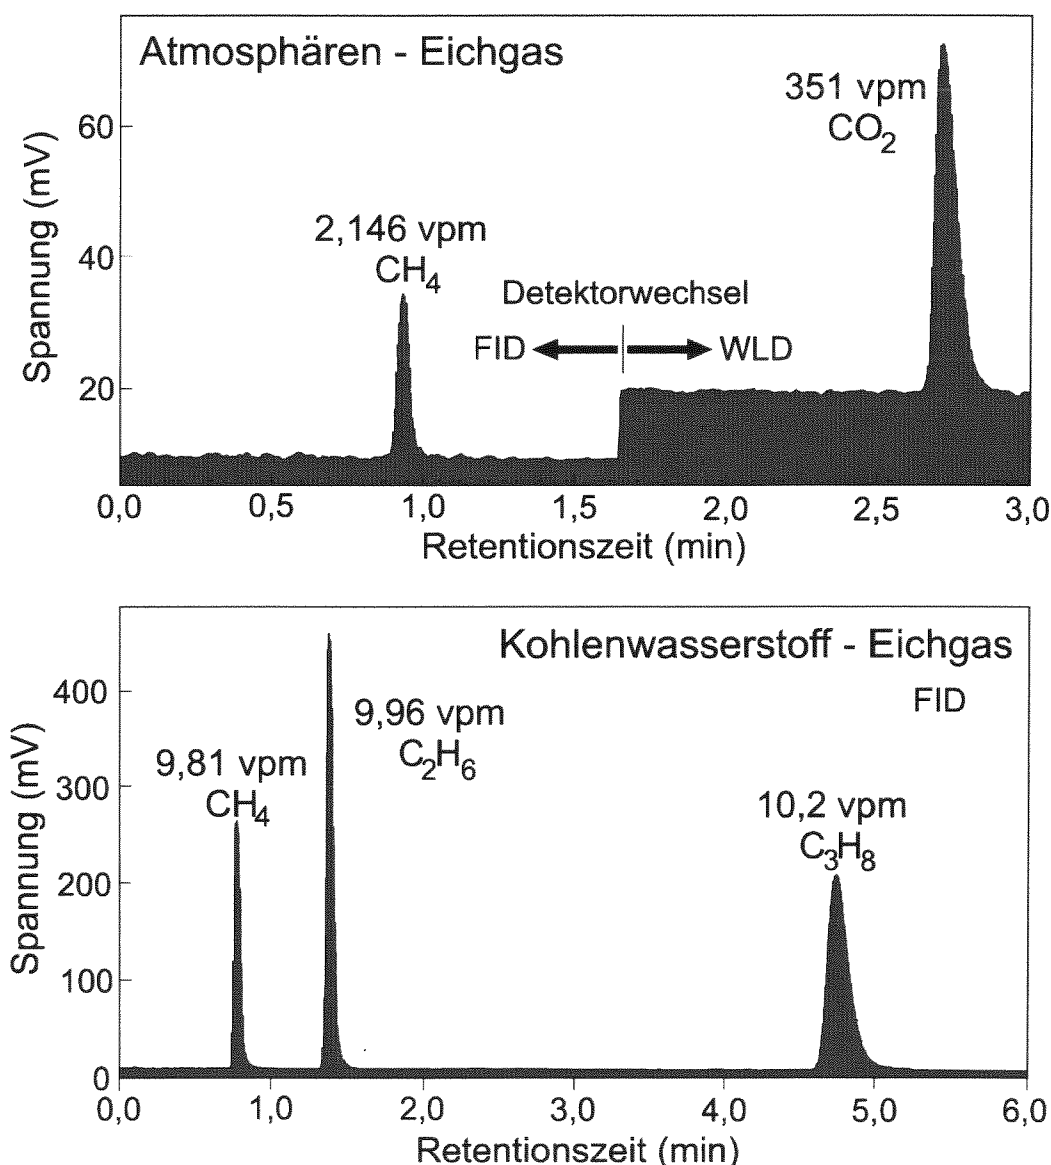 Atmosphären - Eichgas
351 vpm
CO₂
2,146 vpm
CH₄
Detektorwechsel
FID
WLD
Spannung (mV)
60
40
20
0,0 0,5 1,0 1,5 2,0 2,5 3,0
Retentionszeit (min)
Kohlenwasserstoff - Eichgas
FID
9,96 vpm
C₂H₆
9,81 vpm
CH₄
10,2 vpm
C₃H₈
Spannung (mV)
400
300
200
100
0
0,0 1,0 2,0 3,0 4,0 5,0 6,0
Retentionszeit (min)